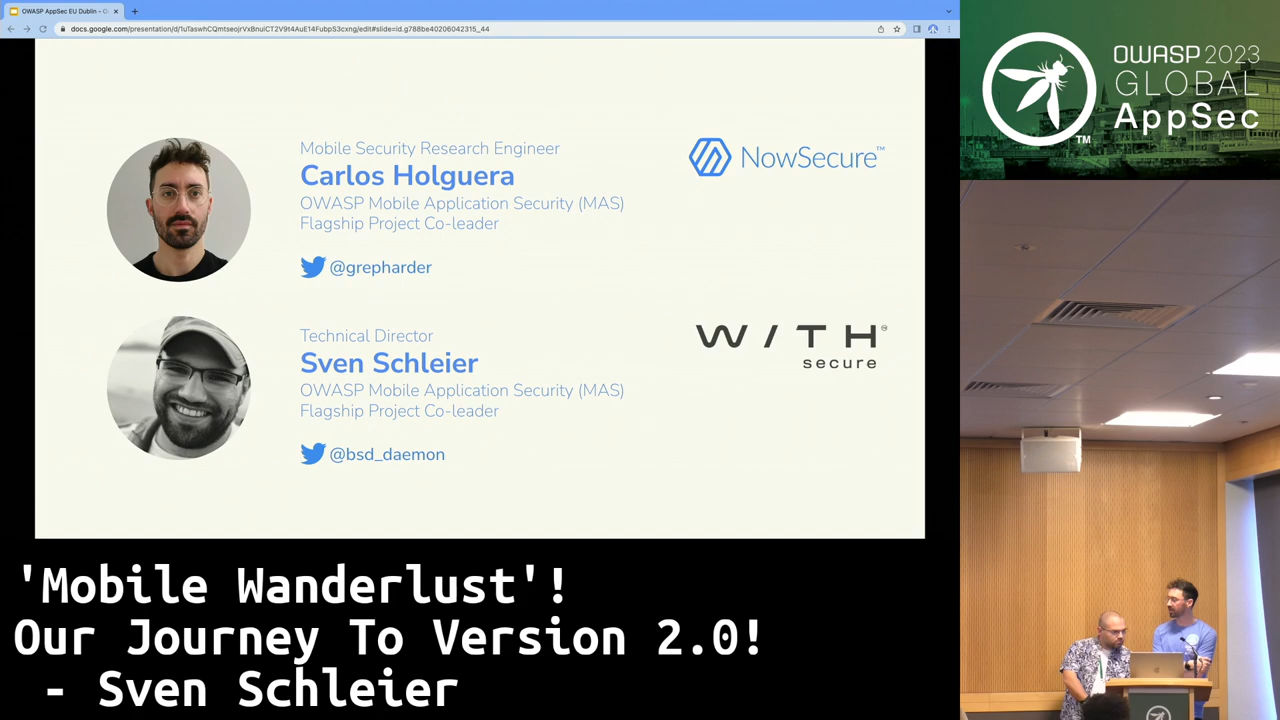 OWASP AppSec EU Dublin - C
docs.google.com/presentation/d/1uTaswhCQmtseojrVxBnuiCT2V9t4AuE14FubpS3cxng/edit#slide=id.g788be40206042315_44
Mobile Security Research Engineer
Carlos Holguera
OWASP Mobile Application Security (MAS)
Flagship Project Co-leader
@grepharder
NowSecure™
Technical Director
Sven Schleier
OWASP Mobile Application Security (MAS)
Flagship Project Co-leader
@bsd_daemon
W/TH
secure
OWASP 2023
GLOBAL
AppSec
TM
'Mobile Wanderlust'!
Our Journey To Version 2.0!
- Sven Schleier